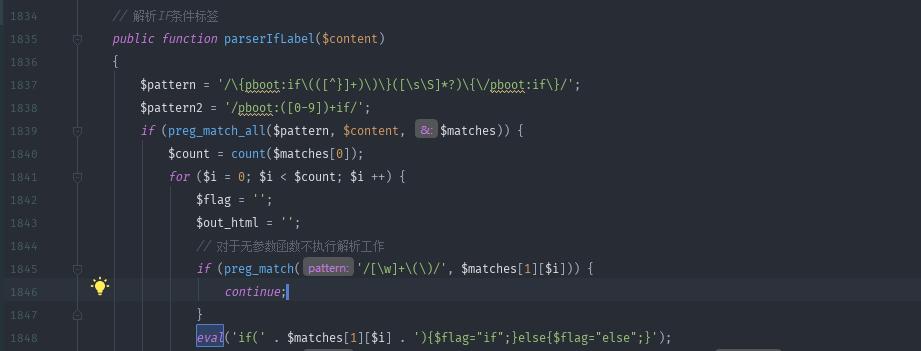 1834 // 解析IF条件标签
1835 public function parserIfLabel($content)
1836 {
1837 $pattern = '/\{pboot:if\(([^}]+)\)\}([\s\S]*?)\{\/pboot:if\}/';
1838 $pattern2 = '/pboot:([0-9])+if/';
1839 if (preg_match_all($pattern, $content, &: $matches)) {
1840 $count = count($matches[0]);
1841 for ($i = 0; $i < $count; $i ++) {
1842 $flag = '';
1843 $out_html = '';
1844 // 对于无参数函数不执行解析工作
1845 if (preg_match( pattern: '/[\w]+\(\)/', $matches[1][$i])) {
1846 continue;
1847 }
1848 eval('if(' . $matches[1][$i] . '){$flag="if";}else{$flag="else";}');